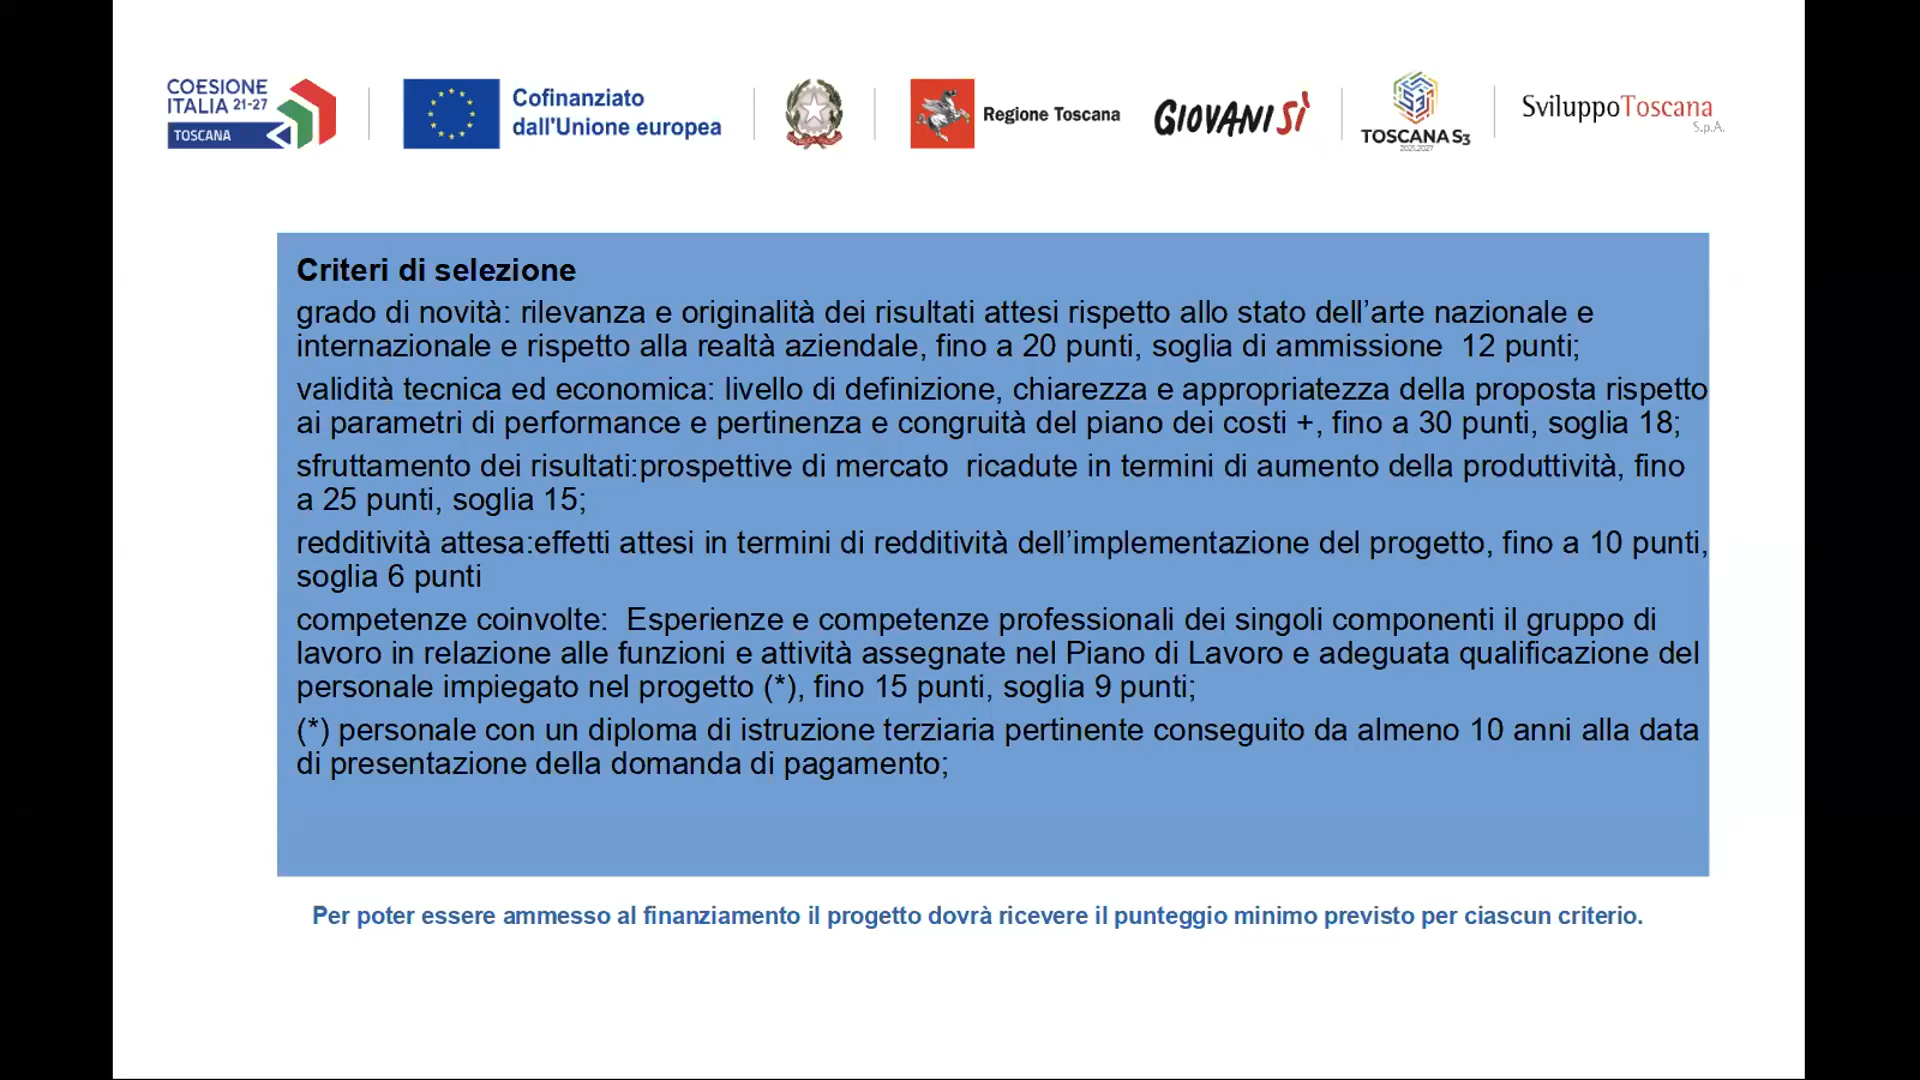 COESIONE
ITALIA 21-27
TOSCANA
Cofinanziato
dall'Unione europea
Regione Toscana
GIOVANISÌ
TOSCANA S3
2021.2027
SviluppoToscana
S.p.A.
Criteri di selezione
grado di novità: rilevanza e originalità dei risultati attesi rispetto allo stato dell’arte nazionale e
internazionale e rispetto alla realtà aziendale, fino a 20 punti, soglia di ammissione  12 punti;
validità tecnica ed economica: livello di definizione, chiarezza e appropriatezza della proposta rispetto
ai parametri di performance e pertinenza e congruità del piano dei costi +, fino a 30 punti, soglia 18;
sfruttamento dei risultati:prospettive di mercato  ricadute in termini di aumento della produttività, fino
a 25 punti, soglia 15;
redditività attesa:effetti attesi in termini di redditività dell’implementazione del progetto, fino a 10 punti,
soglia 6 punti
competenze coinvolte:  Esperienze e competenze professionali dei singoli componenti il gruppo di
lavoro in relazione alle funzioni e attività assegnate nel Piano di Lavoro e adeguata qualificazione del
personale impiegato nel progetto (*), fino 15 punti, soglia 9 punti;
(*) personale con un diploma di istruzione terziaria pertinente conseguito da almeno 10 anni alla data
di presentazione della domanda di pagamento;
Per poter essere ammesso al finanziamento il progetto dovrà ricevere il punteggio minimo previsto per ciascun criterio.